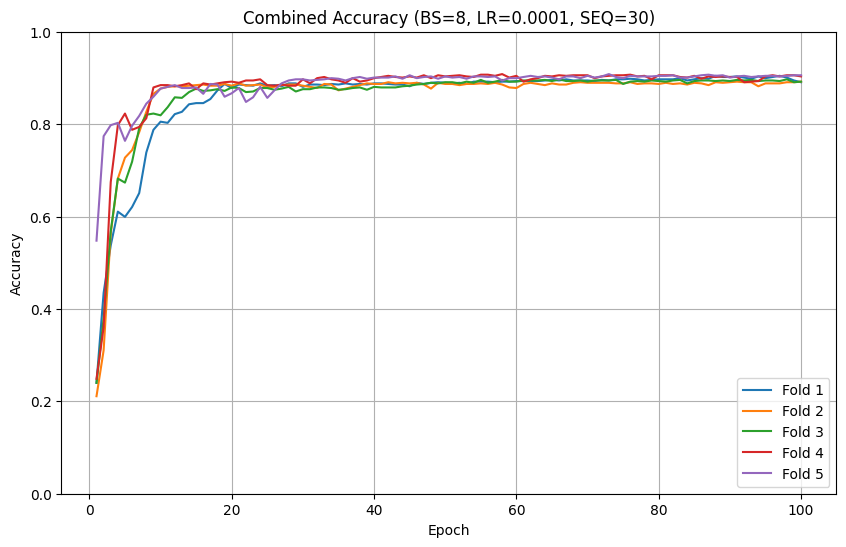 Combined Accuracy (BS=8, LR=0.0001, SEQ=30)
1.0
0.8
0.6
0.4
0.2
0.0
Accuracy
0 20 40 60 80 100
Epoch
Fold 1
Fold 2
Fold 3
Fold 4
Fold 5